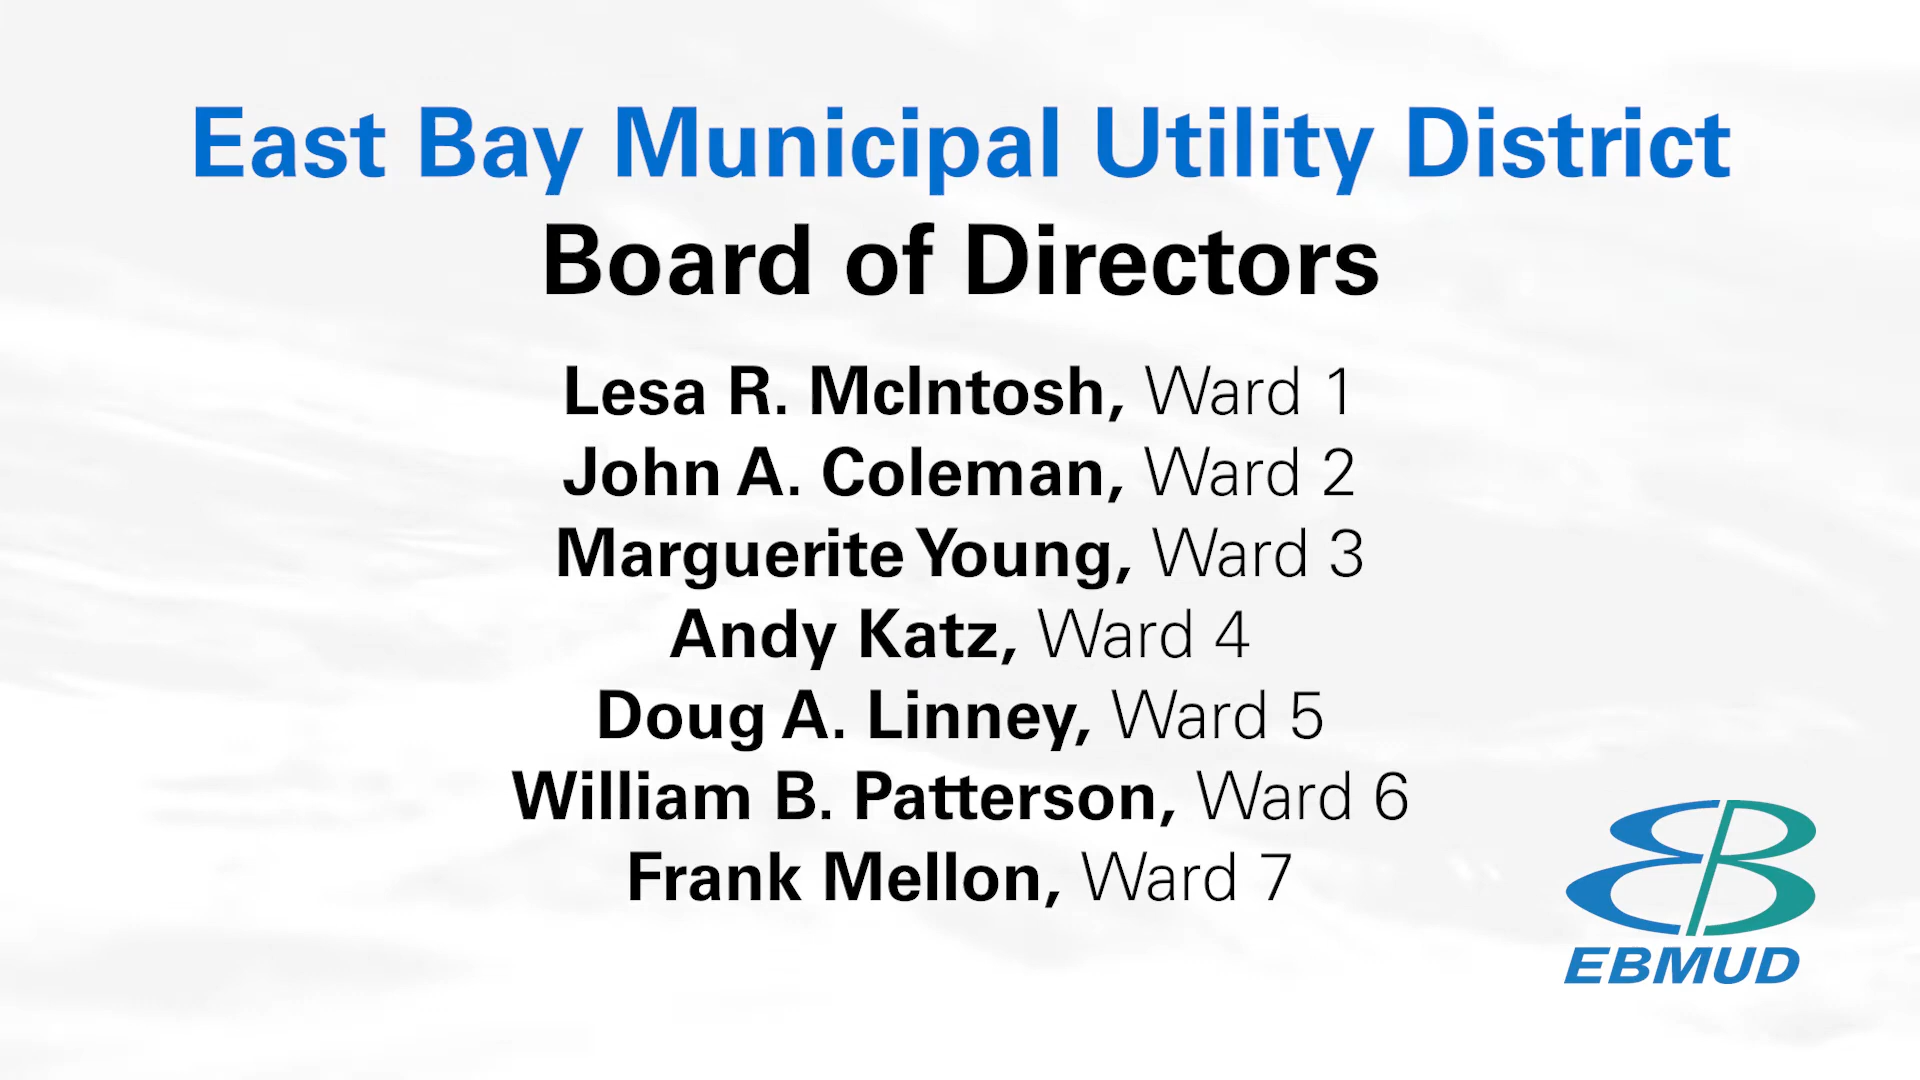 East Bay Municipal Utility District
Board of Directors
Lesa R. McIntosh, Ward 1
John A. Coleman, Ward 2
Marguerite Young, Ward 3
Andy Katz, Ward 4
Doug A. Linney, Ward 5
William B. Patterson, Ward 6
Frank Mellon, Ward 7
EB
EBMUD